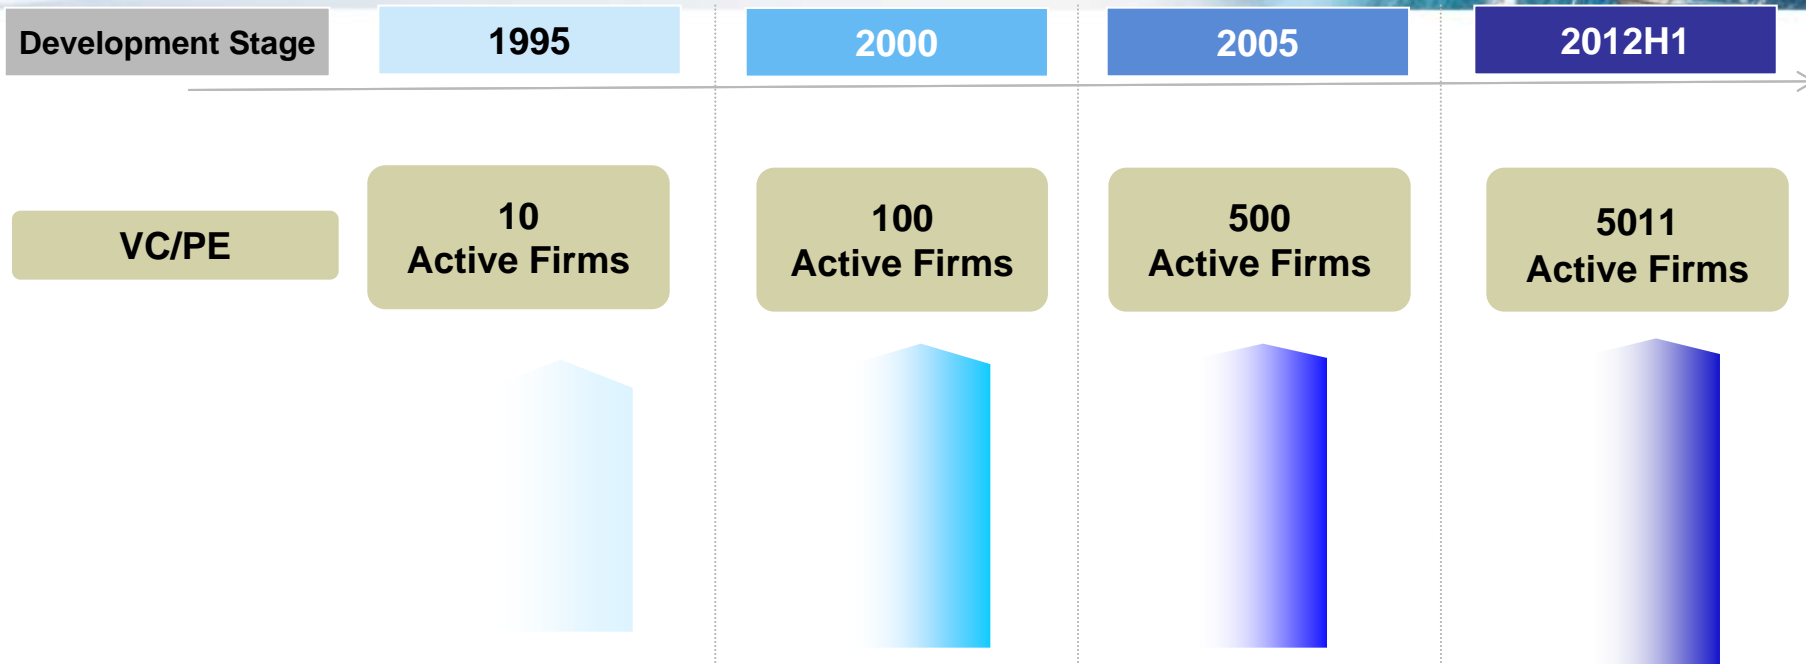 Development Stage
1995
2000
2005
2012H1
VC/PE
10
Active Firms
100
Active Firms
500
Active Firms
5011
Active Firms